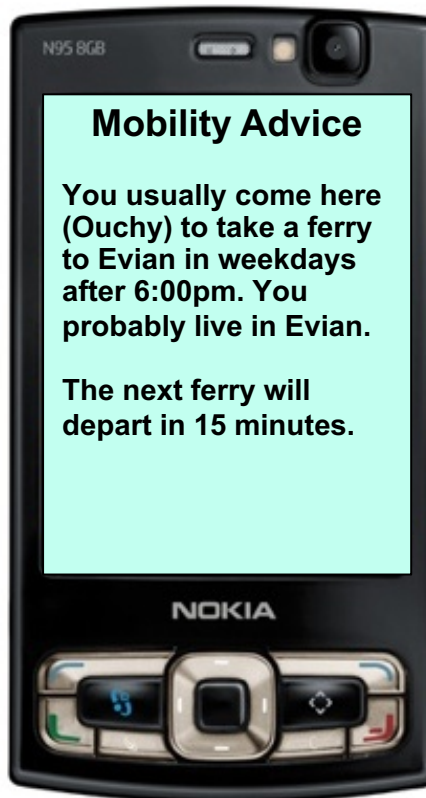 N95 8GB
Mobility Advice
You usually come here
(Ouchy) to take a ferry
to Evian in weekdays
after 6:00pm. You
probably live in Evian.
The next ferry will
depart in 15 minutes.
NOKIA